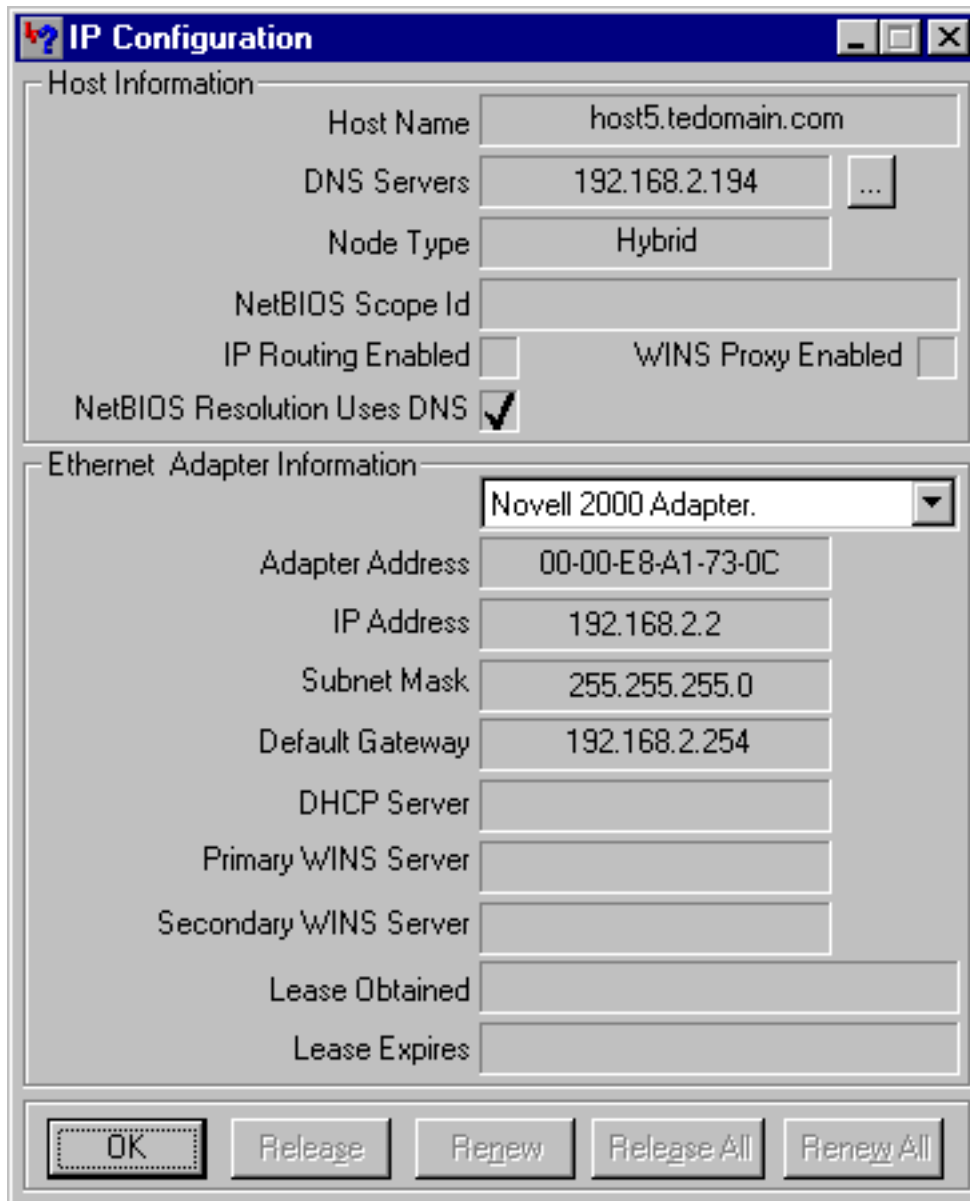 IP Configuration
Host Information
Host Name host5.tedomain.com
DNS Servers 192.168.2.194 ...
Node Type Hybrid
NetBIOS Scope Id
IP Routing Enabled WINS Proxy Enabled
NetBIOS Resolution Uses DNS
Ethernet Adapter Information
Novell 2000 Adapter.
Adapter Address 00-00-E8-A1-73-0C
IP Address 192.168.2.2
Subnet Mask 255.255.255.0
Default Gateway 192.168.2.254
DHCP Server
Primary WINS Server
Secondary WINS Server
Lease Obtained
Lease Expires
OK Release Renew Release All Renew All